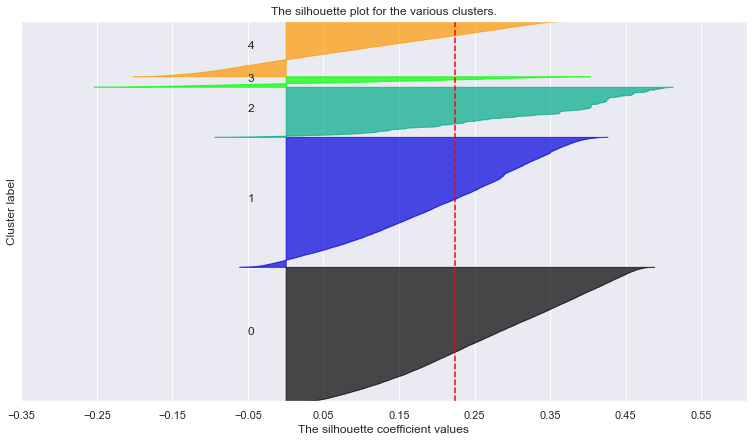 The silhouette plot for the various clusters.
4
3
2
1
0
Cluster label
-0.35 -0.25 -0.15 -0.05 0.05 0.15 0.25 0.35 0.45 0.55
The silhouette coefficient values